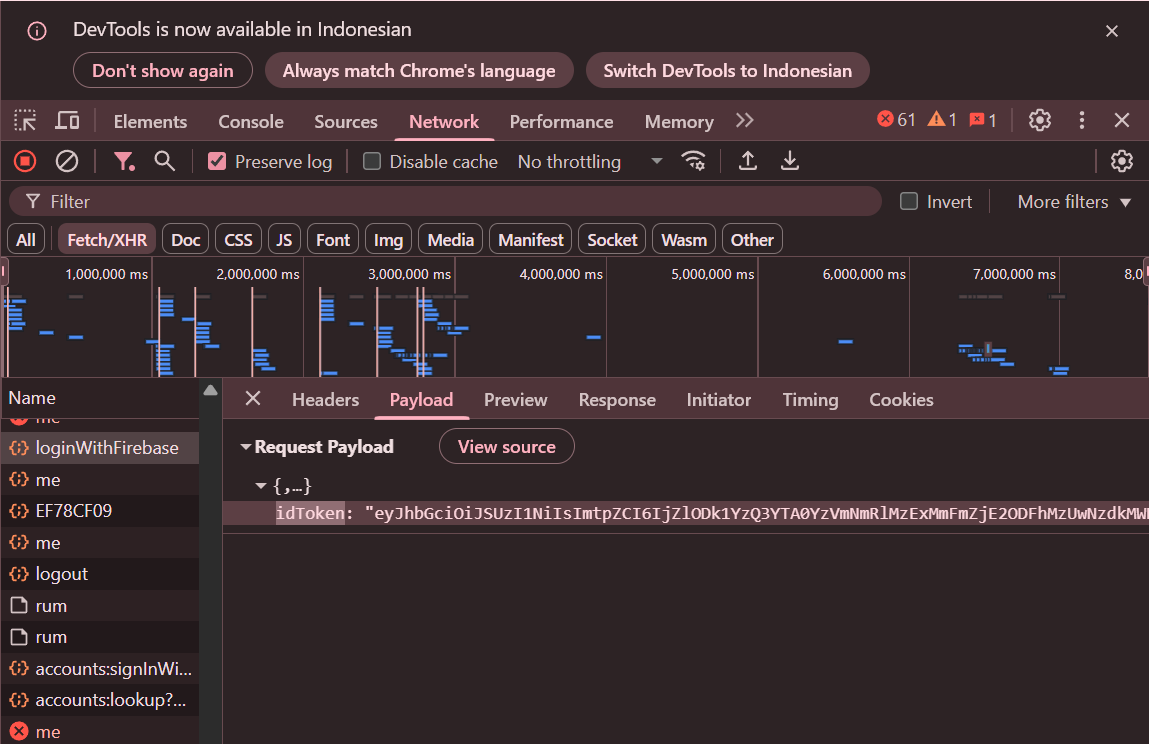 DevTools is now available in Indonesian
Don't show again
Always match Chrome's language
Switch DevTools to Indonesian
Elements
Console
Sources
Network
Performance
Memory
61
1
1
Preserve log
Disable cache
No throttling
Filter
Invert
More filters
All
Fetch/XHR
Doc
CSS
JS
Font
Img
Media
Manifest
Socket
Wasm
Other
1,000,000 ms
2,000,000 ms
3,000,000 ms
4,000,000 ms
5,000,000 ms
6,000,000 ms
7,000,000 ms
8,0
Name
Headers
Payload
Preview
Response
Initiator
Timing
Cookies
me
loginWithFirebase
me
EF78CF09
me
logout
rum
rum
accounts:signInWi...
accounts:lookup?...
me
Request Payload
View source
{,…}
idToken: "eyJhbGciOiJSUzI1NiIsImtpZCI6IjZlODk1YzQ3YTA0YzVmNmRlMzExMmFmZjE2ODFhMzUwNzdkMWN